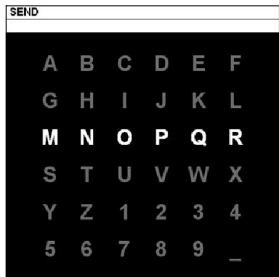 SEND
A B C D E F
G H I J K L
M N O P Q R
S T U V W X
Y Z 1 2 3 4
5 6 7 8 9 _